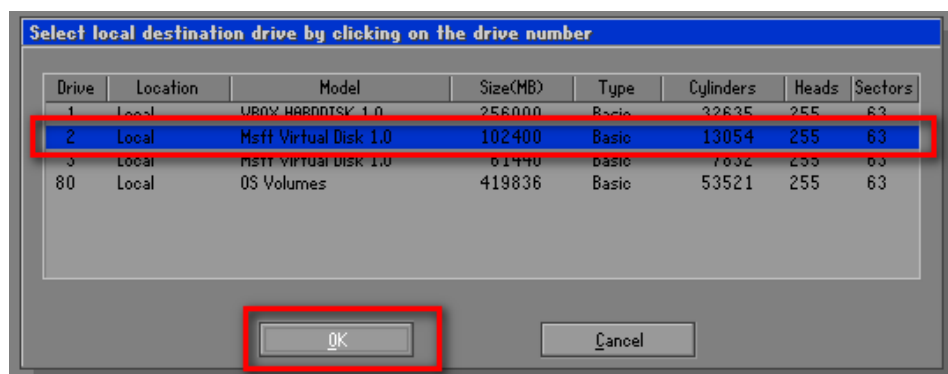 Select local destination drive by clicking on the drive number
Drive Location Model Size(MB) Type Cylinders Heads Sectors
1 Local VBOX HARDDISK 1.0 256000 Basic 32635 255 63
2 Local Msft Virtual Disk 1.0 102400 Basic 13054 255 63
3 Local Msft Virtual Disk 1.0 61440 Basic 7832 255 63
80 Local OS Volumes 419836 Basic 53521 255 63
OK Cancel